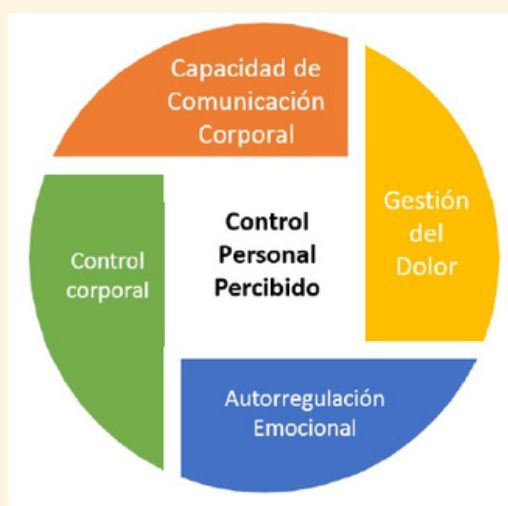 Capacidad de
Comunicación
Corporal
Gestión
del
Dolor
Control
Personal
Percibido
Control
corporal
Autorregulación
Emocional